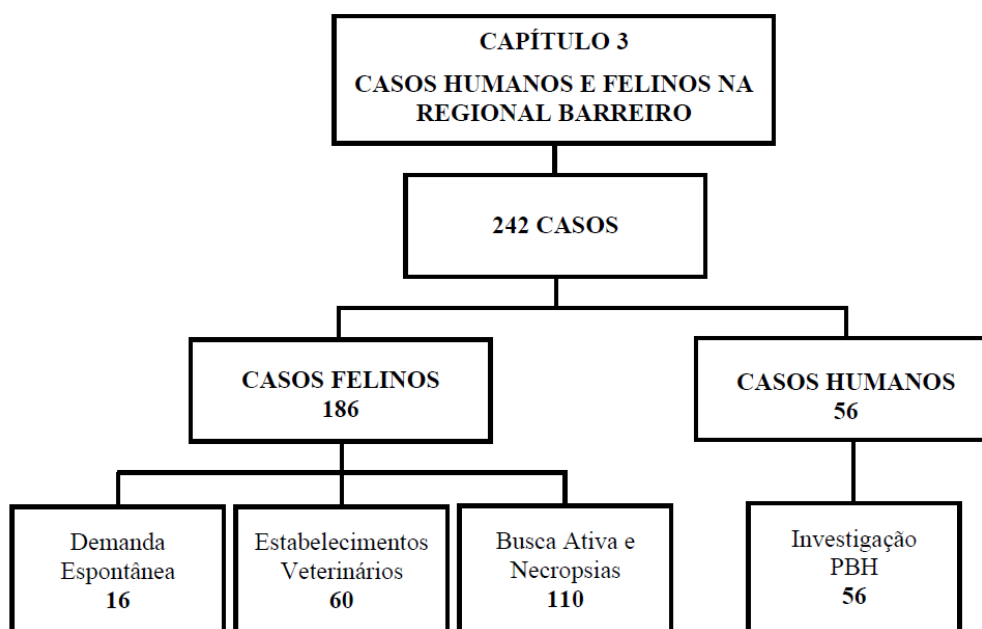 CAPÍTULO 3
CASOS HUMANOS E FELINOS NA
REGIONAL BARREIRO
242 CASOS
CASOS FELINOS
186
CASOS HUMANOS
56
Demanda
Espontânea
16
Estabelecimentos
Veterinários
60
Busca Ativa e
Necropsias
110
Investigação
PBH
56